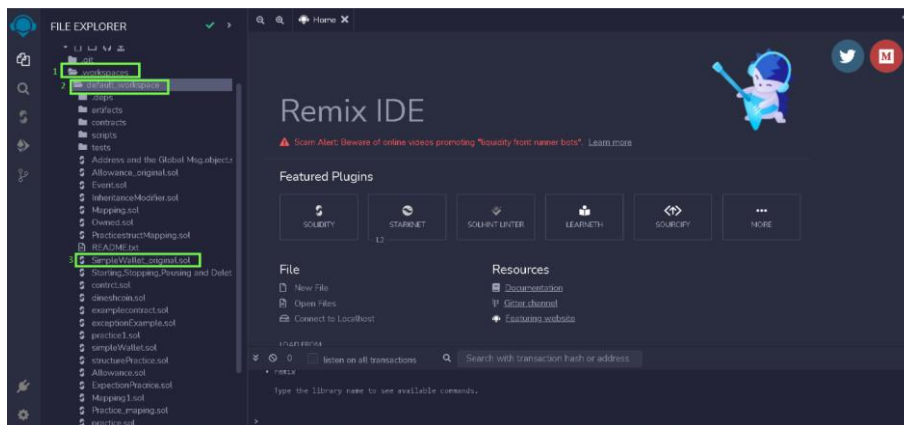 FILE EXPLORER
.git
1 .workspaces
2 default_workspace
.deps
artifacts
contracts
scripts
tests
Address and the Global Msg.object.s
Allowance_original.sol
Event.sol
InheritanceModifier.sol
Mapping.sol
Owned.sol
PracticestructMapping.sol
README.txt
3 SimpleWallet_original.sol
Starting,Stopping,Pausing and Delet
contrct.sol
dineshcoin.sol
examplecontract.sol
exceptionExample.sol
practice1.sol
simpleWallet.sol
structurePractice.sol
Allowance.sol
Mapping1.sol
Practice_maping.sol
practice.sol
Home
M
Remix IDE
Scam Alert: Beware of online videos promoting "liquidity front runner bots". Learn more
Featured Plugins
SOLIDITY
STARKNET
SOLHINT LINTER
LEARNETH
SOURCIFY
MORE
File
New File
Open Files
Connect to Localhost
LOAD FROM
Resources
Documentation
Gitter channel
Featuring website
0 listen on all transactions Search with transaction hash or address
remix
Type the library name to see available commands.
>